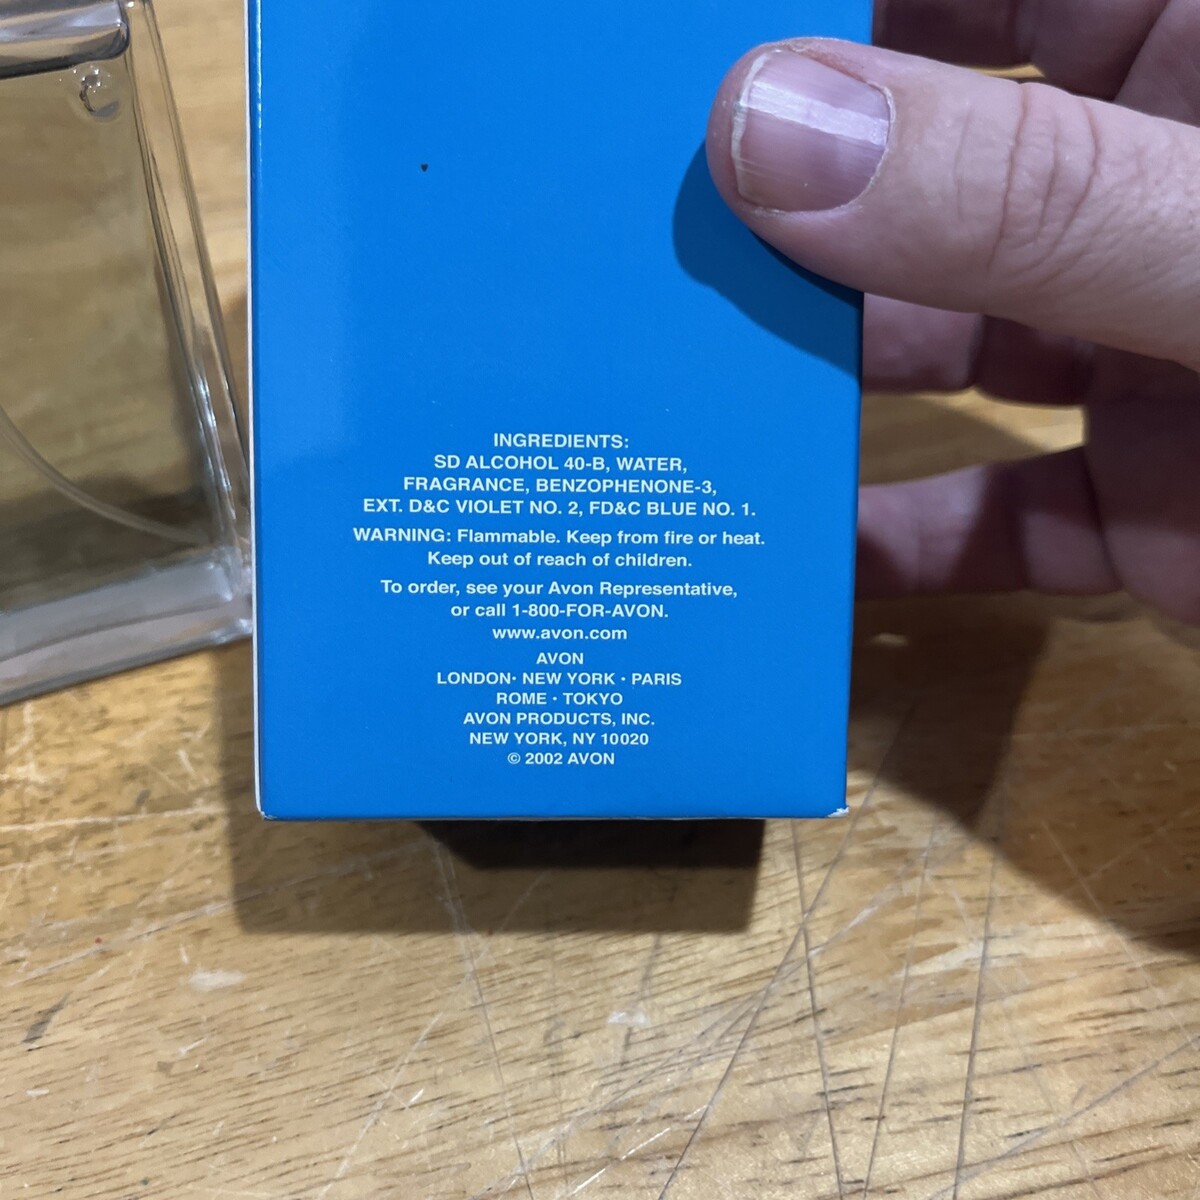 INGREDIENTS:
SD ALCOHOL 40-B, WATER,
FRAGRANCE, BENZOPHENONE-3,
EXT. D&C VIOLET NO. 2, FD&C BLUE NO. 1.
WARNING: Flammable. Keep from fire or heat.
Keep out of reach of children.
To order, see your Avon Representative,
or call 1-800-FOR-AVON.
www.avon.com
AVON
LONDON· NEW YORK · PARIS
ROME · TOKYO
AVON PRODUCTS, INC.
NEW YORK, NY 10020
© 2002 AVON